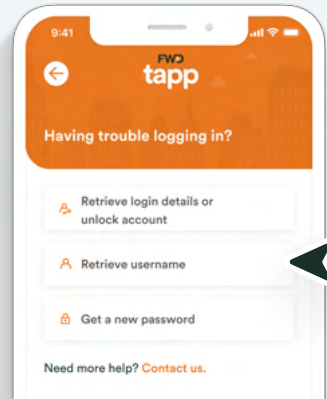 9:41
FWD
tapp
Having trouble logging in?
Retrieve login details or
unlock account
Retrieve username
Get a new password
Need more help? Contact us.